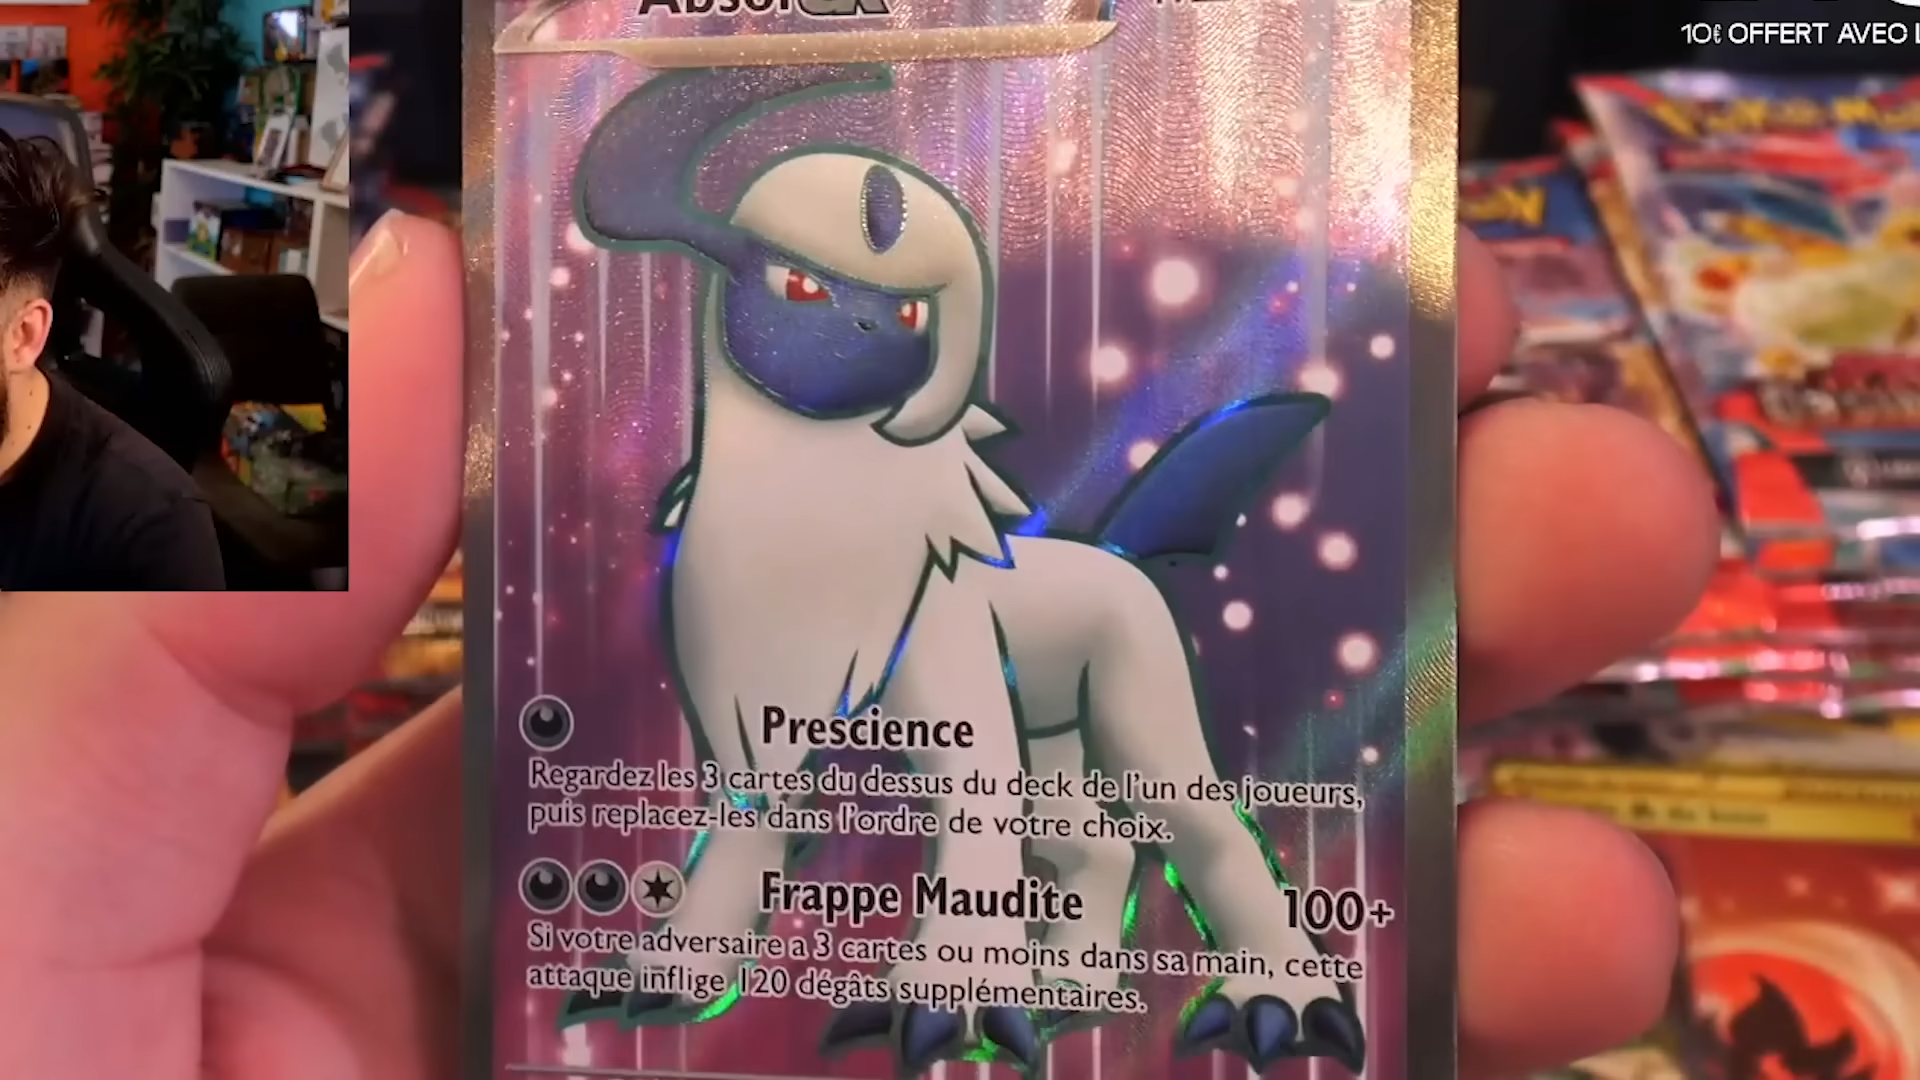 Absol ex
10€ OFFERT AVEC L
Prescience
Regardez les 3 cartes du dessus du deck de l'un des joueurs,
puis replacez-les dans l'ordre de votre choix.
Frappe Maudite 100+
Si votre adversaire a 3 cartes ou moins dans sa main, cette
attaque inflige 120 dégâts supplémentaires.